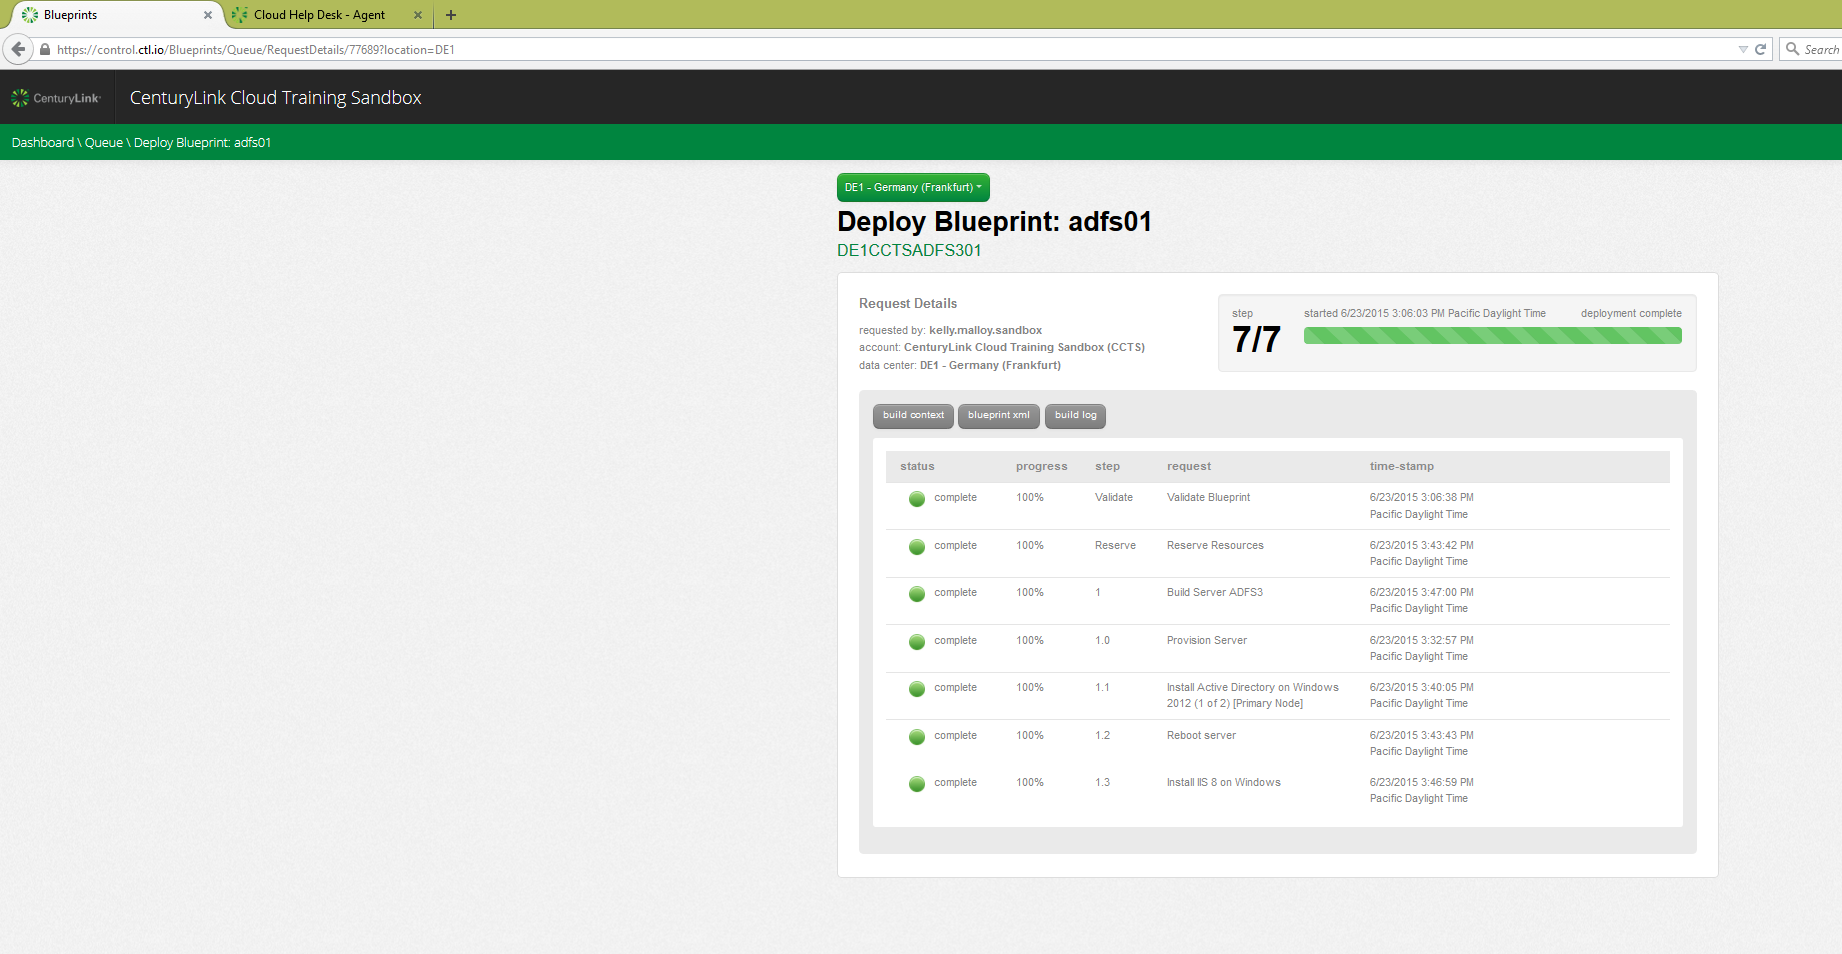 Blueprints
Cloud Help Desk - Agent
https://control.ctl.io/Blueprints/Queue/RequestDetails/77689?location=DE1
Search
CenturyLink
CenturyLink Cloud Training Sandbox
Dashboard \ Queue \ Deploy Blueprint: adfs01
DE1 - Germany (Frankfurt)
Deploy Blueprint: adfs01
DE1CCTSADFS301
Request Details
requested by: kelly.malloy.sandbox
account: CenturyLink Cloud Training Sandbox (CCTS)
data center: DE1 - Germany (Frankfurt)
step
7/7
started 6/23/2015 3:06:03 PM Pacific Daylight Time
deployment complete
build context
blueprint xml
build log
status progress step request time-stamp
complete 100% Validate Validate Blueprint 6/23/2015 3:06:38 PM
Pacific Daylight Time
complete 100% Reserve Reserve Resources 6/23/2015 3:43:42 PM
Pacific Daylight Time
complete 100% 1 Build Server ADFS3 6/23/2015 3:47:00 PM
Pacific Daylight Time
complete 100% 1.0 Provision Server 6/23/2015 3:32:57 PM
Pacific Daylight Time
complete 100% 1.1 Install Active Directory on Windows 6/23/2015 3:40:05 PM
2012 (1 of 2) [Primary Node] Pacific Daylight Time
complete 100% 1.2 Reboot server 6/23/2015 3:43:43 PM
Pacific Daylight Time
complete 100% 1.3 Install IIS 8 on Windows 6/23/2015 3:46:59 PM
Pacific Daylight Time